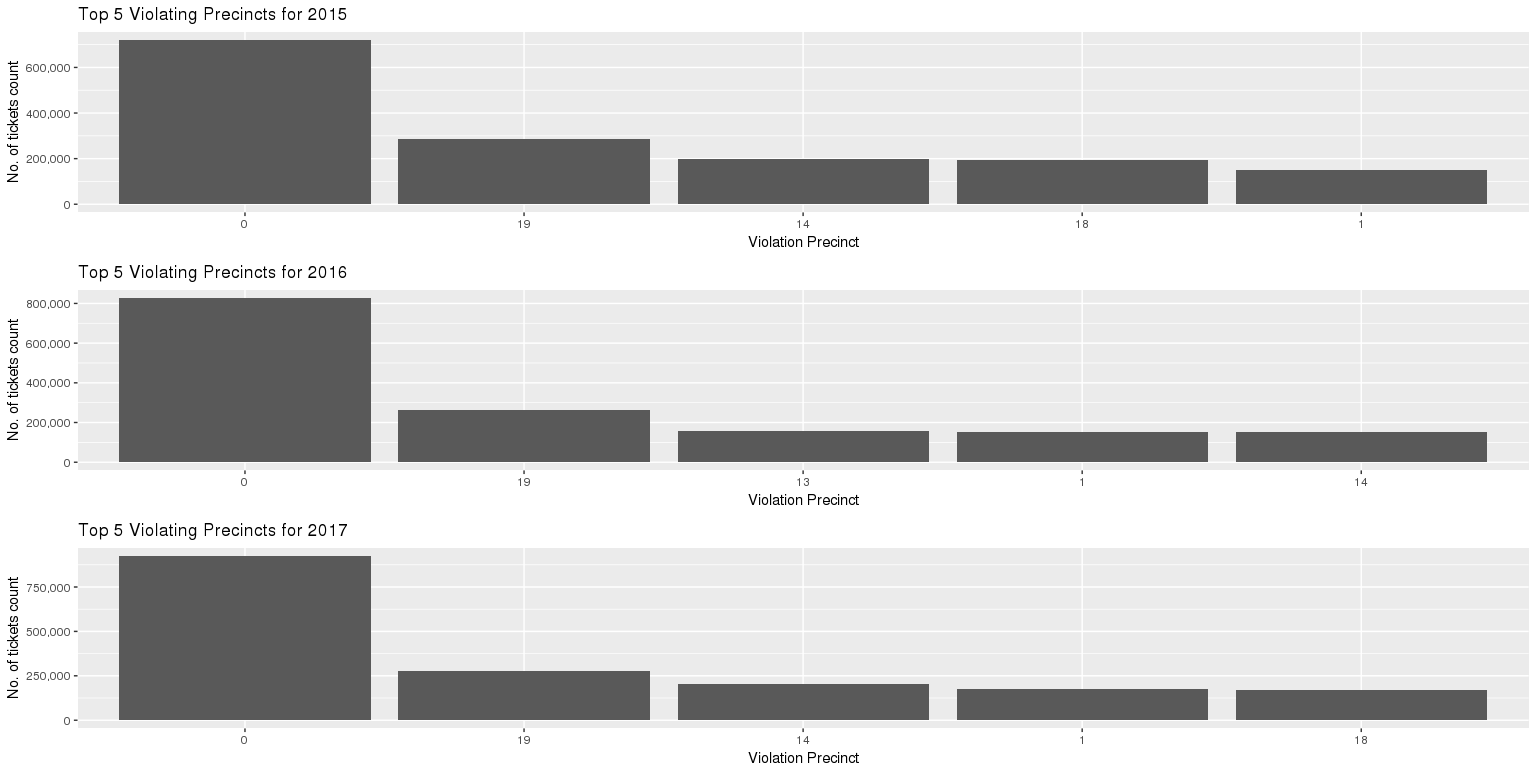 Top 5 Violating Precincts for 2015
No. of tickets count
600,000
400,000
200,000
0
0 19 14 18 1
Violation Precinct
Top 5 Violating Precincts for 2016
No. of tickets count
800,000
600,000
400,000
200,000
0
0 19 13 1 14
Violation Precinct
Top 5 Violating Precincts for 2017
No. of tickets count
750,000
500,000
250,000
0
0 19 14 1 18
Violation Precinct